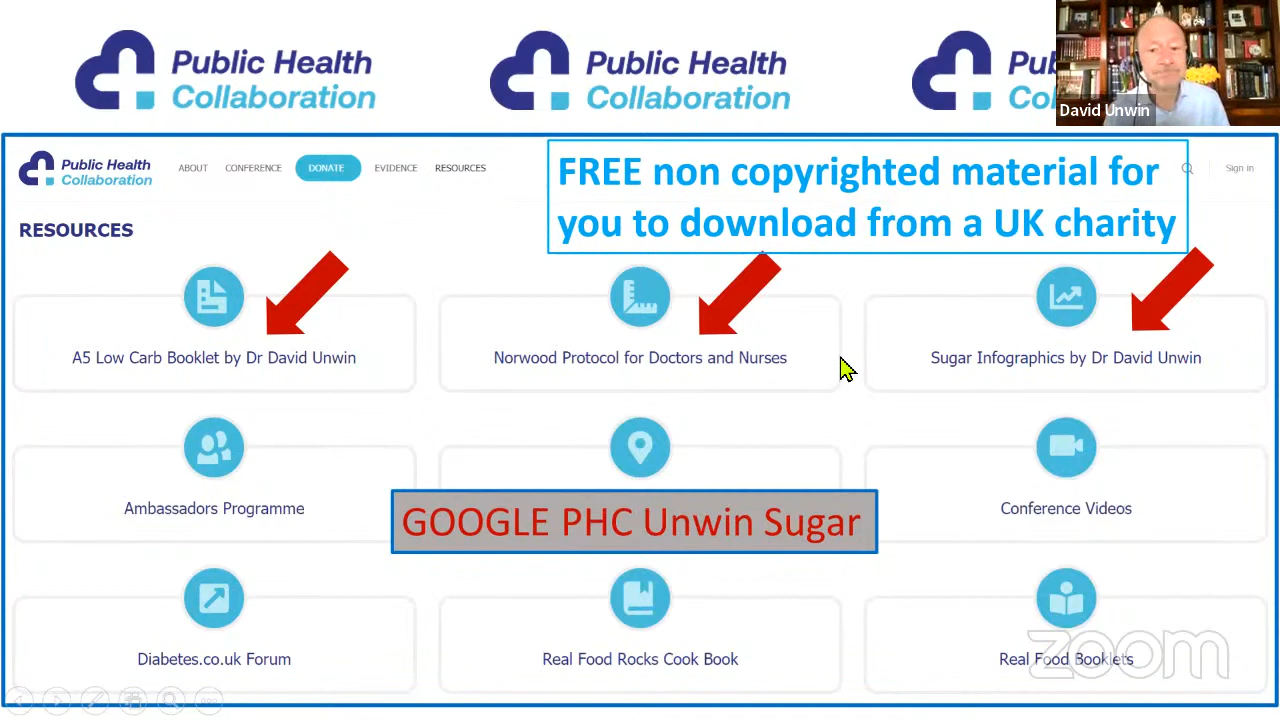 Public Health
Collaboration
Public Health
Collaboration
Pu
Co
David Unwin
Public Health
Collaboration
ABOUT
CONFERENCE
DONATE
EVIDENCE
RESOURCES
Sign in
FREE non copyrighted material for
you to download from a UK charity
RESOURCES
A5 Low Carb Booklet by Dr David Unwin
Norwood Protocol for Doctors and Nurses
Sugar Infographics by Dr David Unwin
Ambassadors Programme
GOOGLE PHC Unwin Sugar
Conference Videos
Diabetes.co.uk Forum
Real Food Rocks Cook Book
Real Food Booklets
zoom